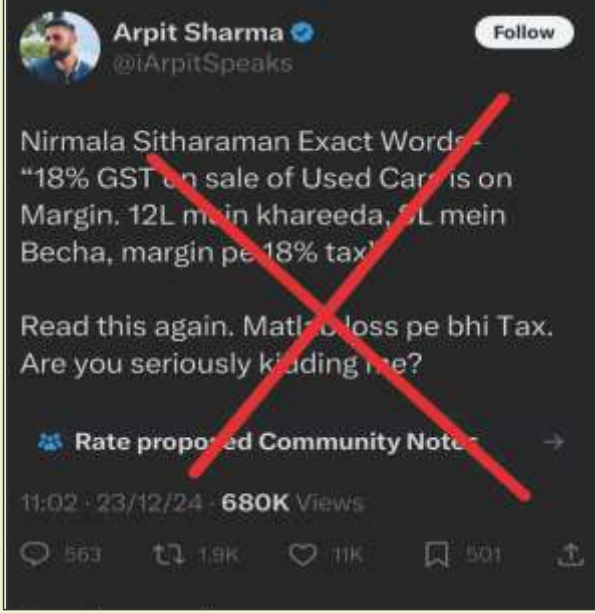 Arpit Sharma
Follow
@iArpitSpeaks
Nirmala Sitharaman Exact Words-
“18% GST on sale of Used Cars is on
Margin. 12L mein khareeda, 9L mein
Becha, margin pe 18% tax”
Read this again. Matlab loss pe bhi Tax.
Are you seriously kidding me?
Rate proposed Community Notes
11:02 · 23/12/24 · 680K Views
563 1.9K 11K 501